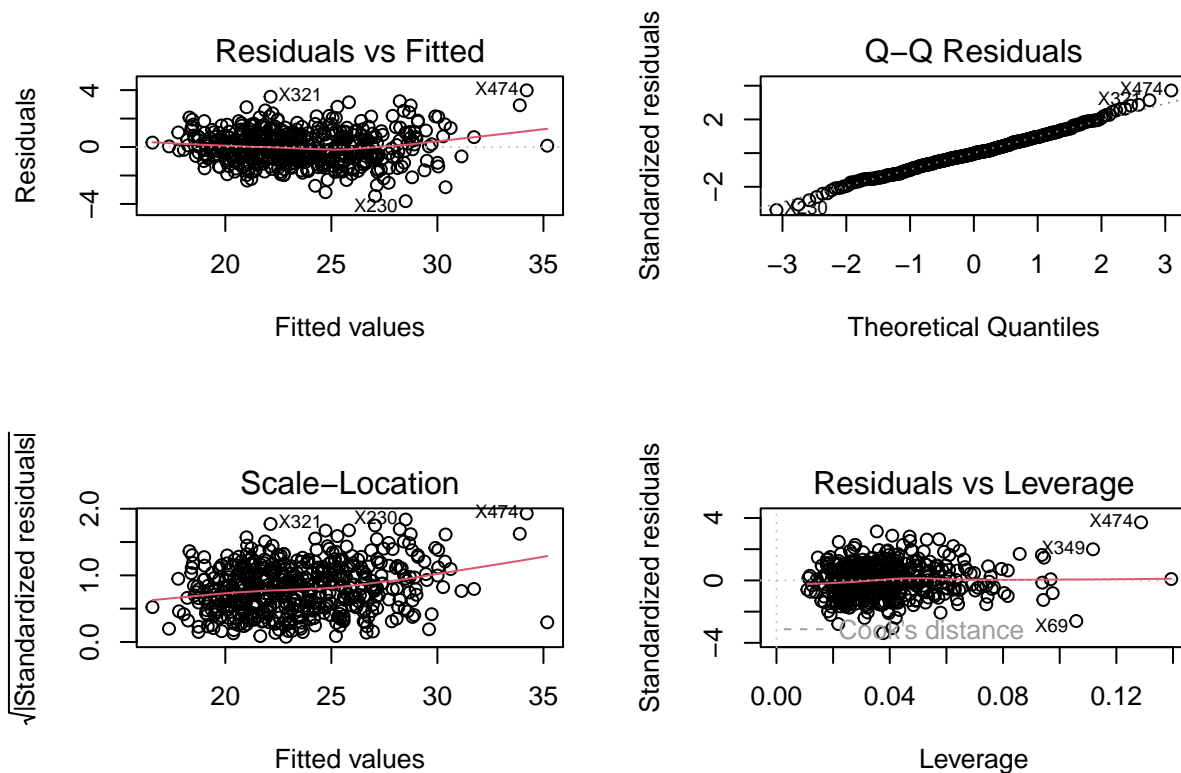 Residuals vs Fitted
Residuals
4
0
−4
X321
X474
X230
20 25 30 35
Fitted values
Q−Q Residuals
Standardized residuals
2
−2
X474
X321
X230
−3 −2 −1 0 1 2 3
Theoretical Quantiles
Scale−Location
√|Standardized residuals|
2.0
1.0
0.0
X321
X230
X474
20 25 30 35
Fitted values
Residuals vs Leverage
Standardized residuals
4
0
−4
X474
X349
X69
Cook's distance
0.00 0.04 0.08 0.12
Leverage